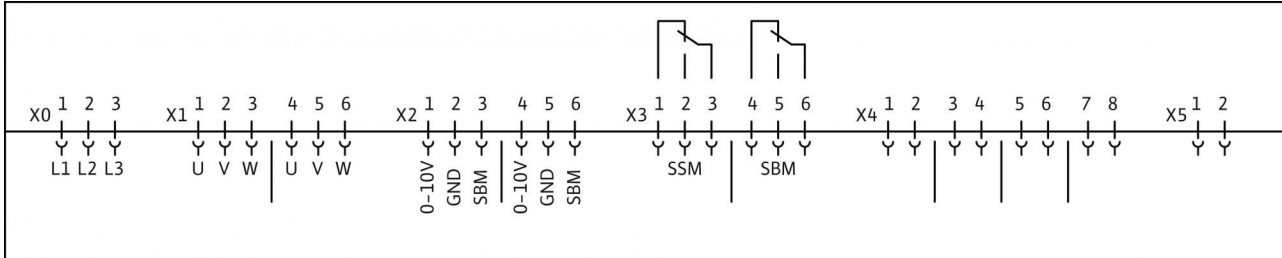 X0 1 2 3 X1 1 2 3 4 5 6 X2 1 2 3 4 5 6 X3 1 2 3 4 5 6 X4 1 2 3 4 5 6 7 8 X5 1 2
L1 L2 L3 U V W U V W 0-10V GND SBM 0-10V GND SBM SSM SBM